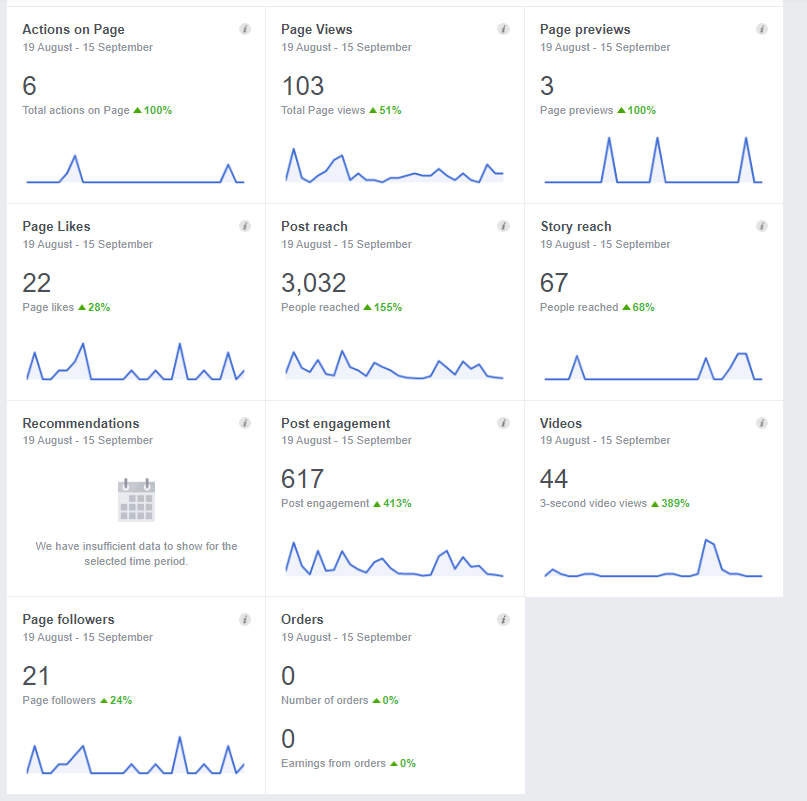 Actions on Page
19 August - 15 September
6
Total actions on Page ▲100%
Page Views
19 August - 15 September
103
Total Page views ▲51%
Page previews
19 August - 15 September
3
Page previews ▲100%
Page Likes
19 August - 15 September
22
Page likes ▲28%
Post reach
19 August - 15 September
3,032
People reached ▲155%
Story reach
19 August - 15 September
67
People reached ▲68%
Recommendations
19 August - 15 September
We have insufficient data to show for the
selected time period.
Post engagement
19 August - 15 September
617
Post engagement ▲413%
Videos
19 August - 15 September
44
3-second video views ▲389%
Page followers
19 August - 15 September
21
Page followers ▲24%
Orders
19 August - 15 September
0
Number of orders ▲0%
0
Earnings from orders ▲0%